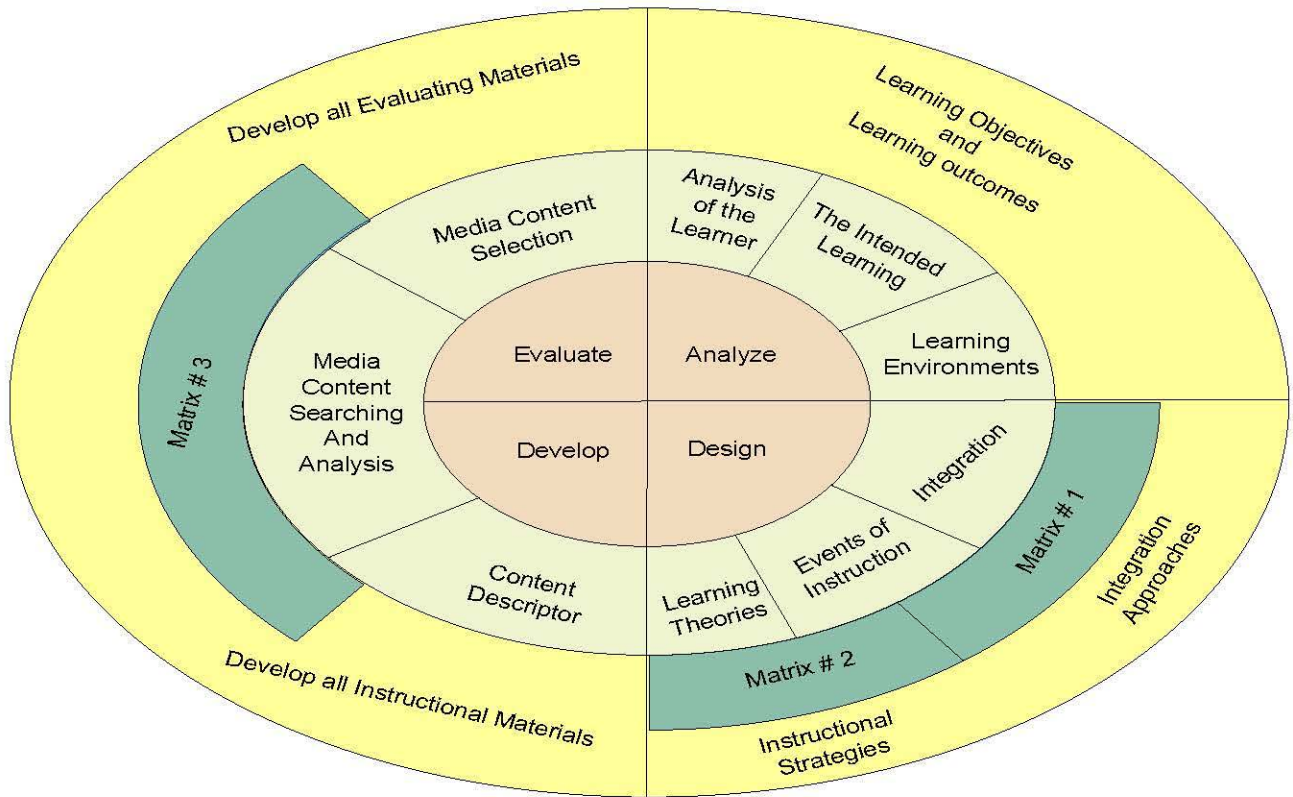 Develop all Evaluating Materials
Learning Objectives
and
Learning outcomes
Media Content
Selection
Analysis
of the
Learner
The Intended
Learning
Learning
Environments
Evaluate
Analyze
Matrix # 3
Media
Content
Searching
And
Analysis
Develop
Design
Integration
Matrix # 1
Integration
Approaches
Events of
Instruction
Learning
Theories
Content
Descriptor
Matrix # 2
Instructional
Strategies
Develop all Instructional Materials